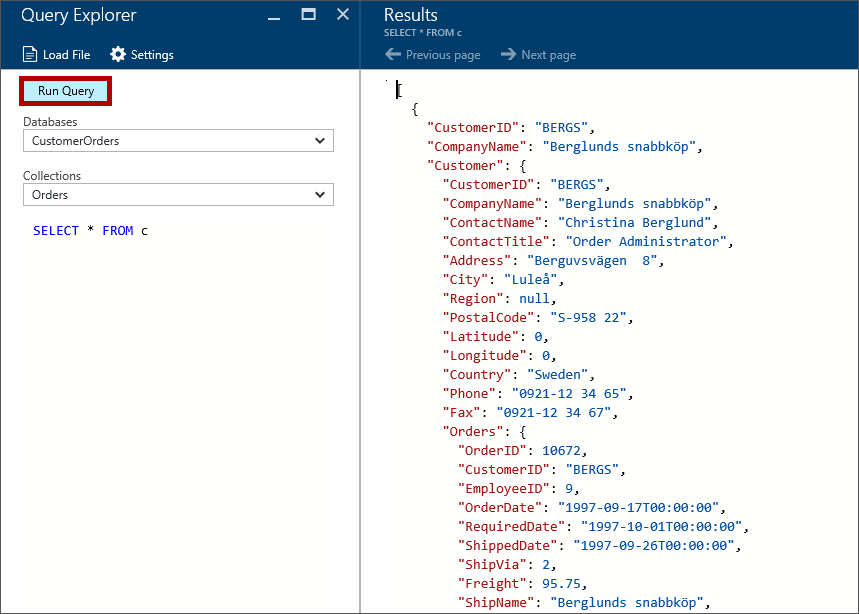 Query Explorer
Load File
Settings
Run Query
Databases
CustomerOrders
Collections
Orders
SELECT * FROM c
Results
SELECT * FROM c
Previous page
Next page
[
{
"CustomerID": "BERGS",
"CompanyName": "Berglunds snabbköp",
"Customer": {
"CustomerID": "BERGS",
"CompanyName": "Berglunds snabbköp",
"ContactName": "Christina Berglund",
"ContactTitle": "Order Administrator",
"Address": "Berguvsvägen  8",
"City": "Luleå",
"Region": null,
"PostalCode": "S-958 22",
"Latitude": 0,
"Longitude": 0,
"Country": "Sweden",
"Phone": "0921-12 34 65",
"Fax": "0921-12 34 67",
"Orders": {
"OrderID": 10672,
"CustomerID": "BERGS",
"EmployeeID": 9,
"OrderDate": "1997-09-17T00:00:00",
"RequiredDate": "1997-10-01T00:00:00",
"ShippedDate": "1997-09-26T00:00:00",
"ShipVia": 2,
"Freight": 95.75,
"ShipName": "Berglunds snabbköp",